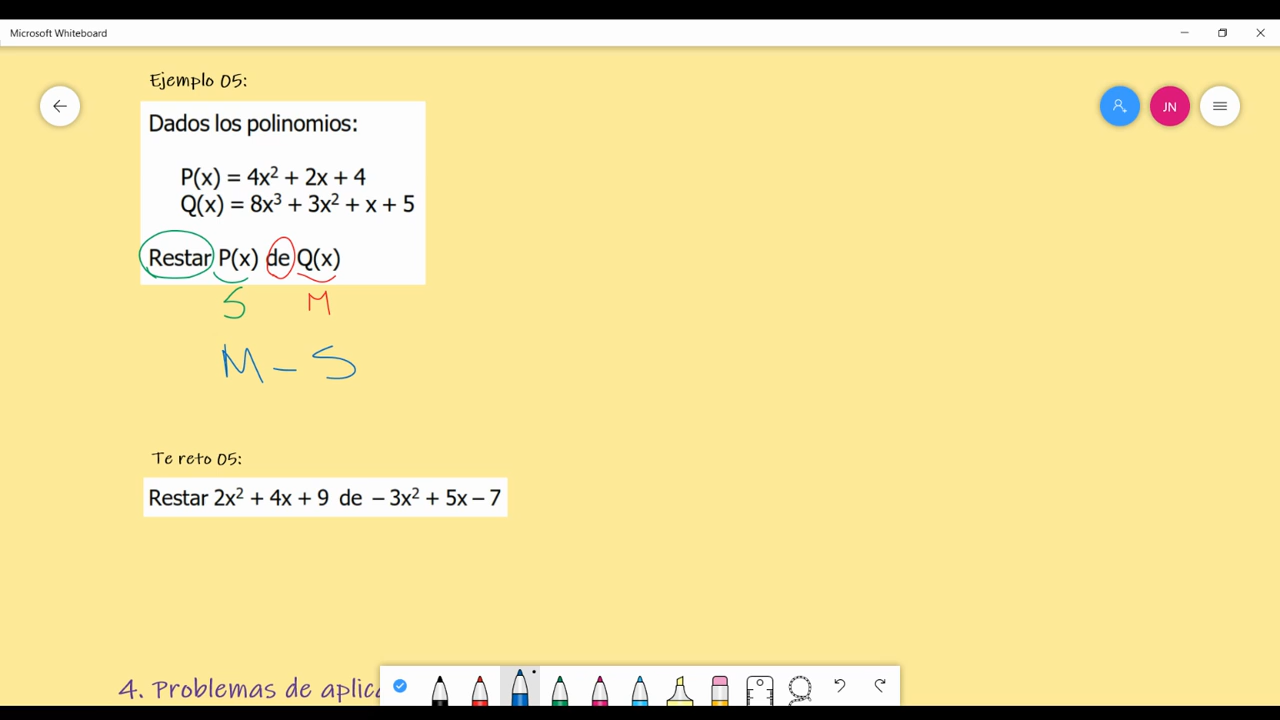 Microsoft Whiteboard
Ejemplo 05:
JN
Dados los polinomios:
P(x) = 4x² + 2x + 4
Q(x) = 8x³ + 3x² + x + 5
Restar P(x) de Q(x)
S M
M - S
Te reto 05:
Restar 2x² + 4x + 9 de − 3x² + 5x − 7
4. Problemas de